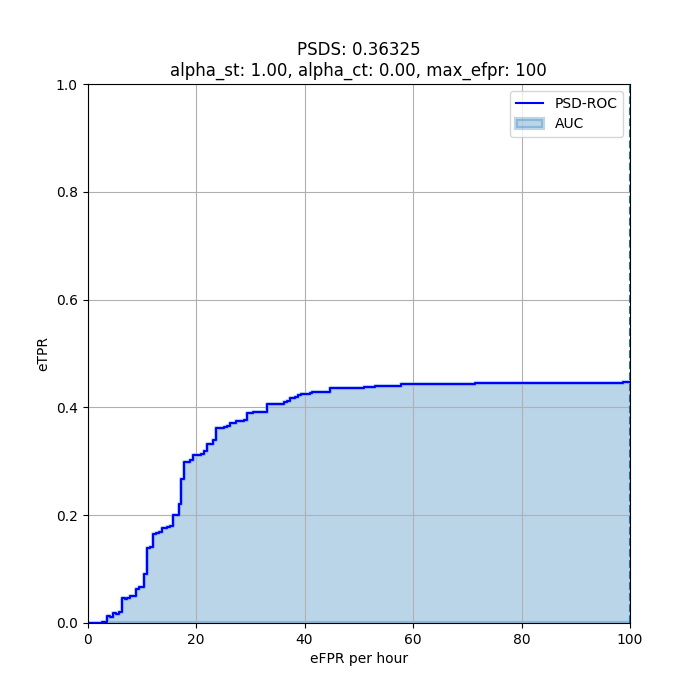 PSDS: 0.36325
alpha_st: 1.00, alpha_ct: 0.00, max_efpr: 100
PSD-ROC
AUC
1.0
0.8
0.6
0.4
0.2
0.0
eTPR
0 20 40 60 80 100
eFPR per hour